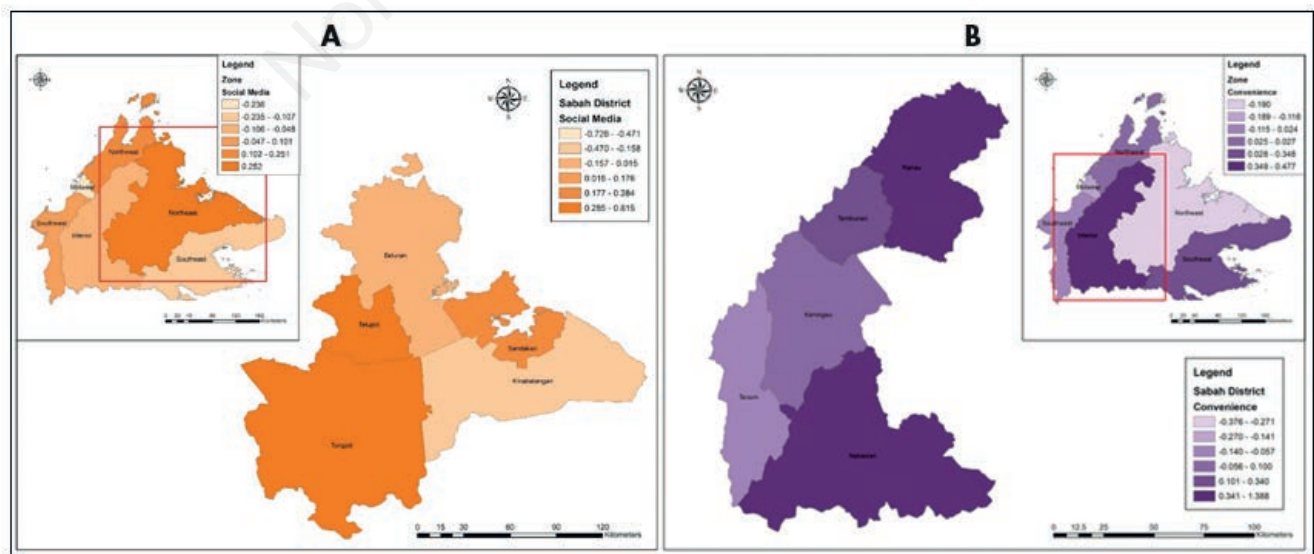 A
B
Legend
Zone
Social Media
-0.236
-0.235 - -0.107
-0.106 - -0.048
-0.047 - 0.101
0.102 - 0.251
0.252
Northwest
Midwest
Northeast
Southwest
Interior
Southeast
Kilometers
N
W E
S
Legend
Sabah District
Social Media
-0.726 - -0.471
-0.470 - -0.158
-0.157 - 0.015
0.016 - 0.176
0.177 - 0.284
0.285 - 0.815
Beluran
Telupid
Sandakan
Kinabatangan
Tongod
0 15 30 60 90 120
Kilometers
N
W E
S
Ranau
Tambunan
Keningau
Tenom
Nabawan
Legend
Zone
Convenience
-0.190
-0.189 - -0.116
-0.115 - 0.024
0.025 - 0.027
0.028 - 0.348
0.349 - 0.477
Northwest
Midwest
Northeast
Southwest
Interior
Southeast
Kilometers
Legend
Sabah District
Convenience
-0.376 - -0.271
-0.270 - -0.141
-0.140 - -0.057
-0.056 - 0.100
0.101 - 0.340
0.341 - 1.388
0 12.5 25 50 75 100
Kilometers